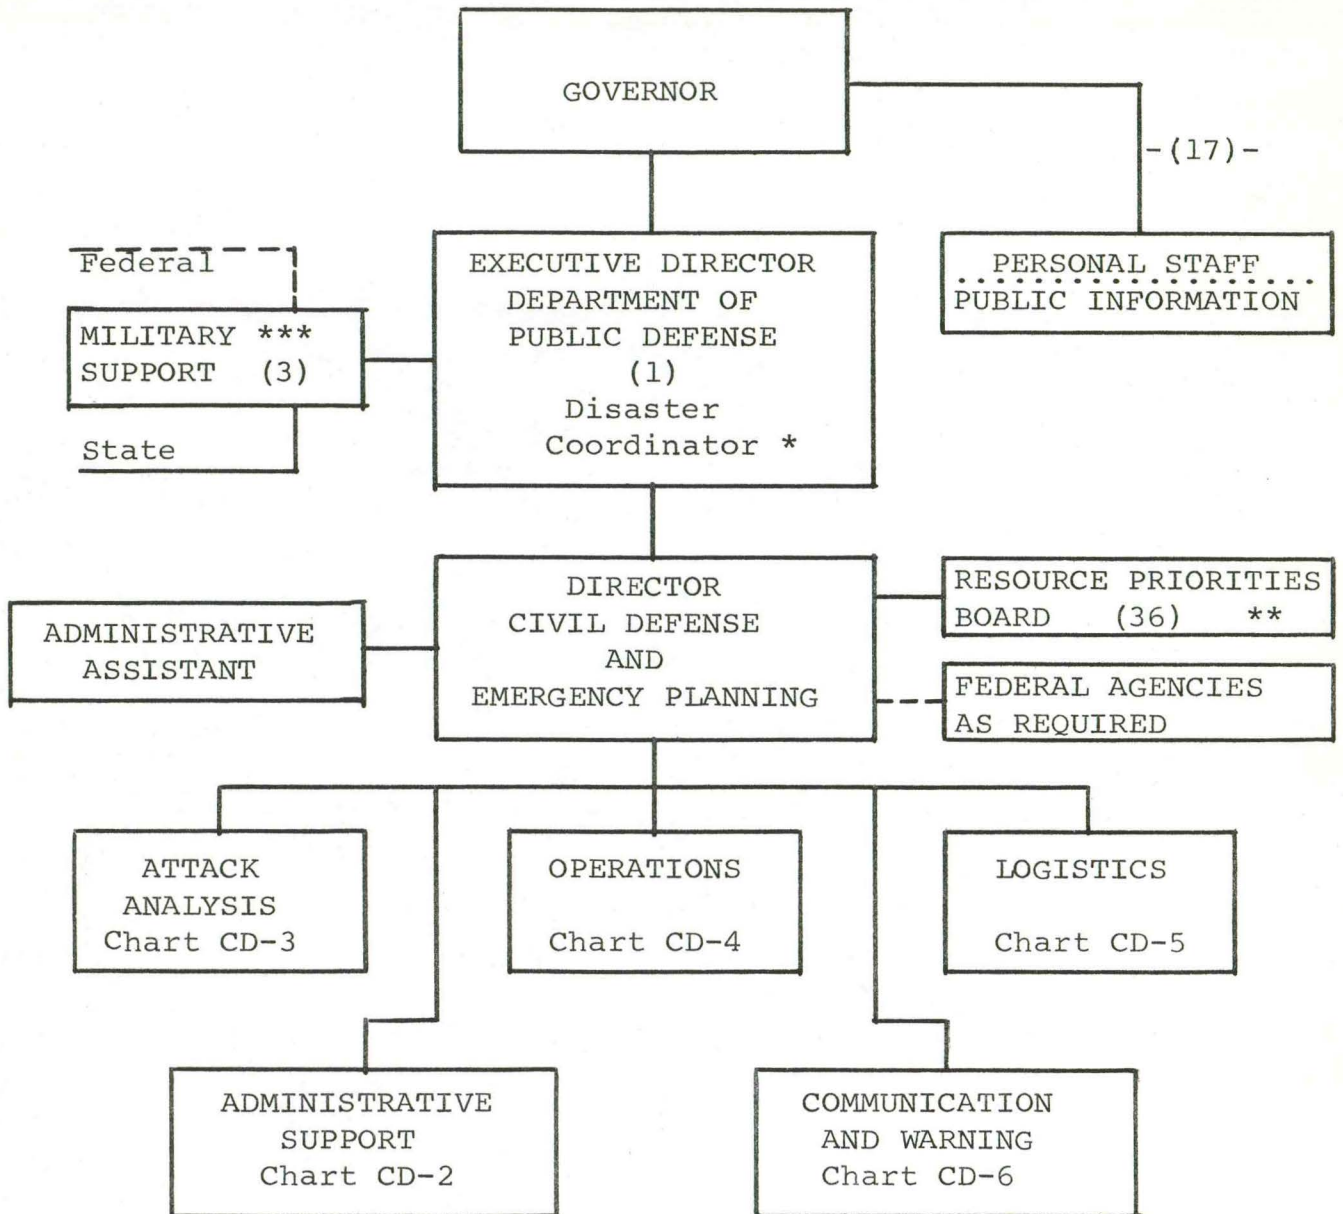 GOVERNOR
-(17)-
Federal
MILITARY ***
SUPPORT (3)
State
EXECUTIVE DIRECTOR
DEPARTMENT OF
PUBLIC DEFENSE
(1)
Disaster
Coordinator *
PERSONAL STAFF
PUBLIC INFORMATION
ADMINISTRATIVE
ASSISTANT
DIRECTOR
CIVIL DEFENSE
AND
EMERGENCY PLANNING
RESOURCE PRIORITIES
BOARD (36) **
FEDERAL AGENCIES
AS REQUIRED
ATTACK
ANALYSIS
Chart CD-3
OPERATIONS
Chart CD-4
LOGISTICS
Chart CD-5
ADMINISTRATIVE
SUPPORT
Chart CD-2
COMMUNICATION
AND WARNING
Chart CD-6